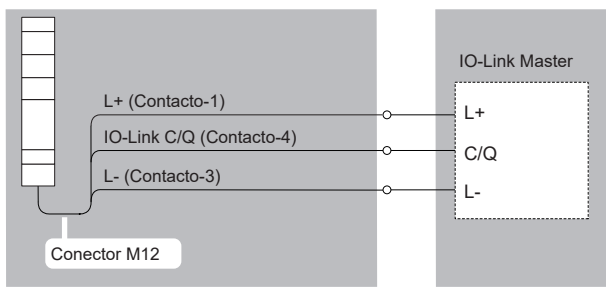 IO-Link Master
L+ (Contacto-1)
L+
IO-Link C/Q (Contacto-4)
C/Q
L- (Contacto-3)
L-
Conector M12